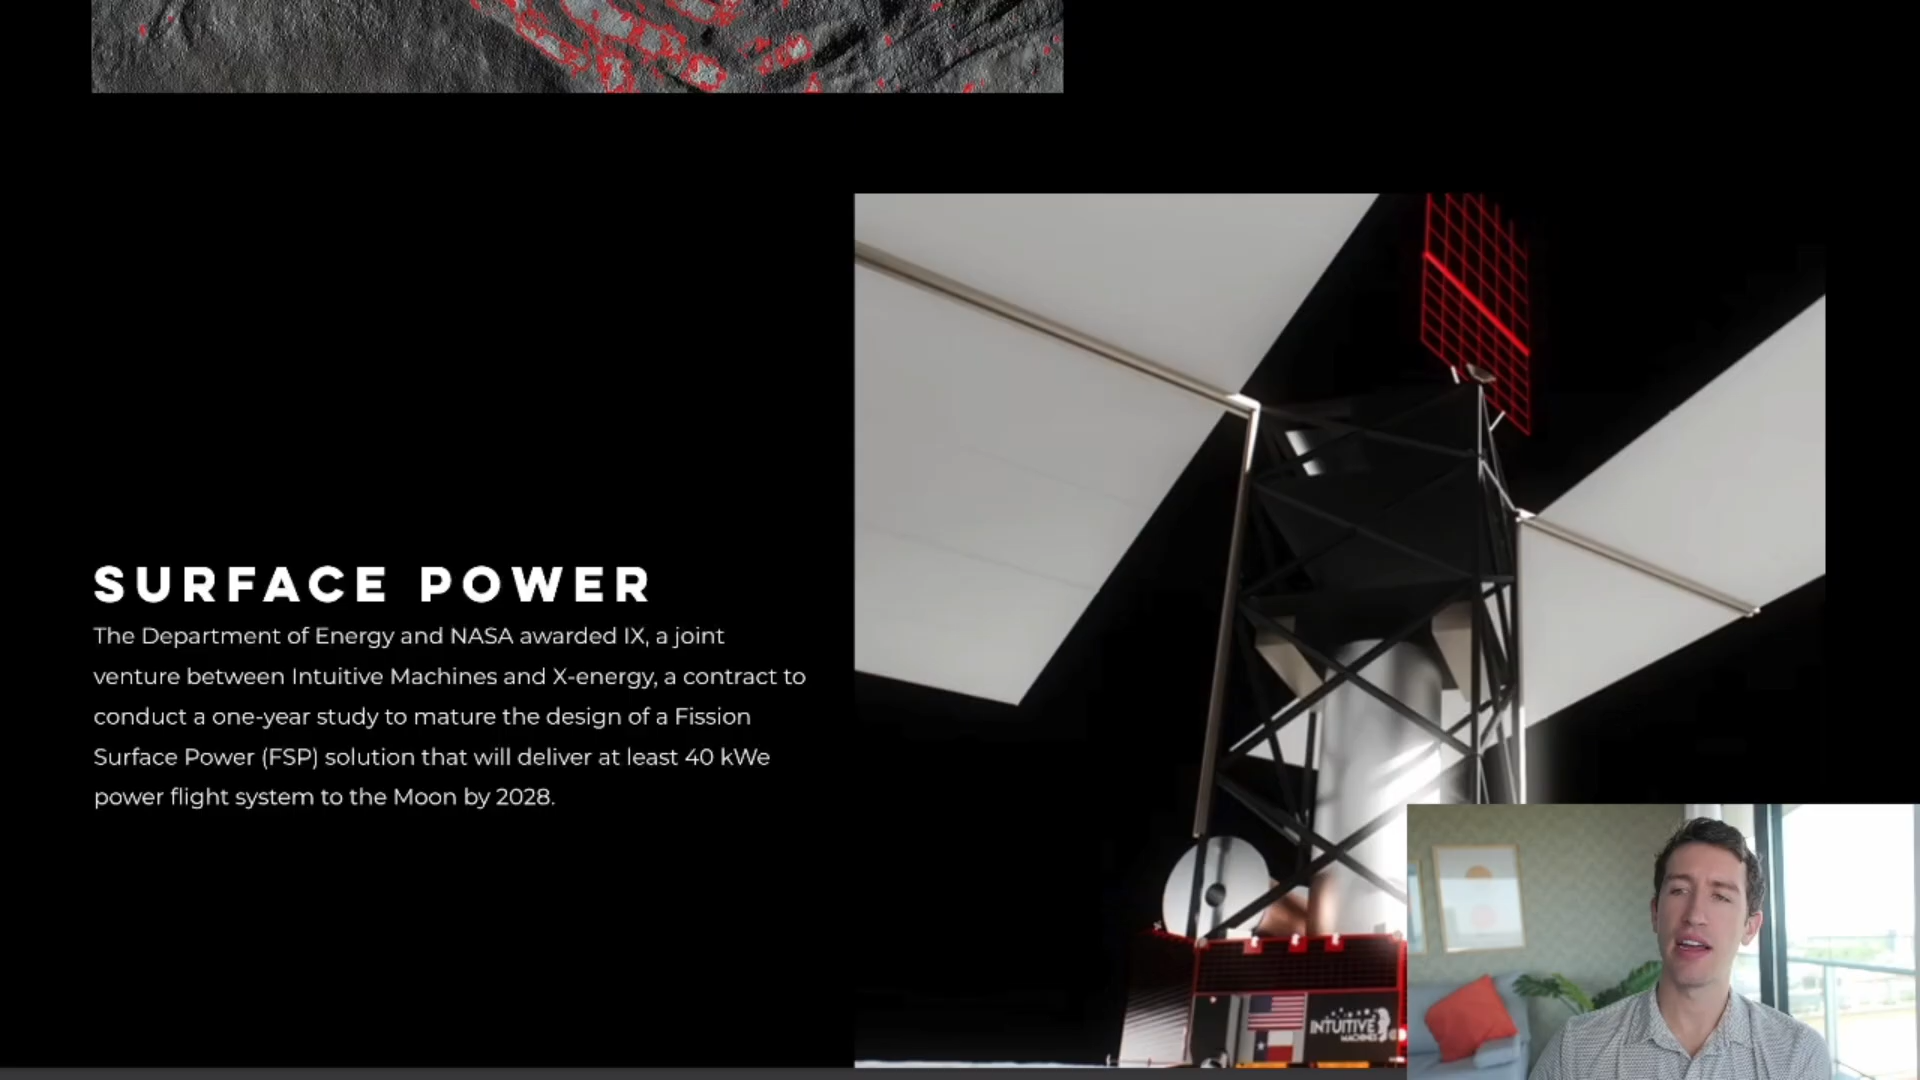 SURFACE POWER
The Department of Energy and NASA awarded IX, a joint
venture between Intuitive Machines and X-energy, a contract to
conduct a one-year study to mature the design of a Fission
Surface Power (FSP) solution that will deliver at least 40 kWe
power flight system to the Moon by 2028.
INTUITIVE
MACHINES